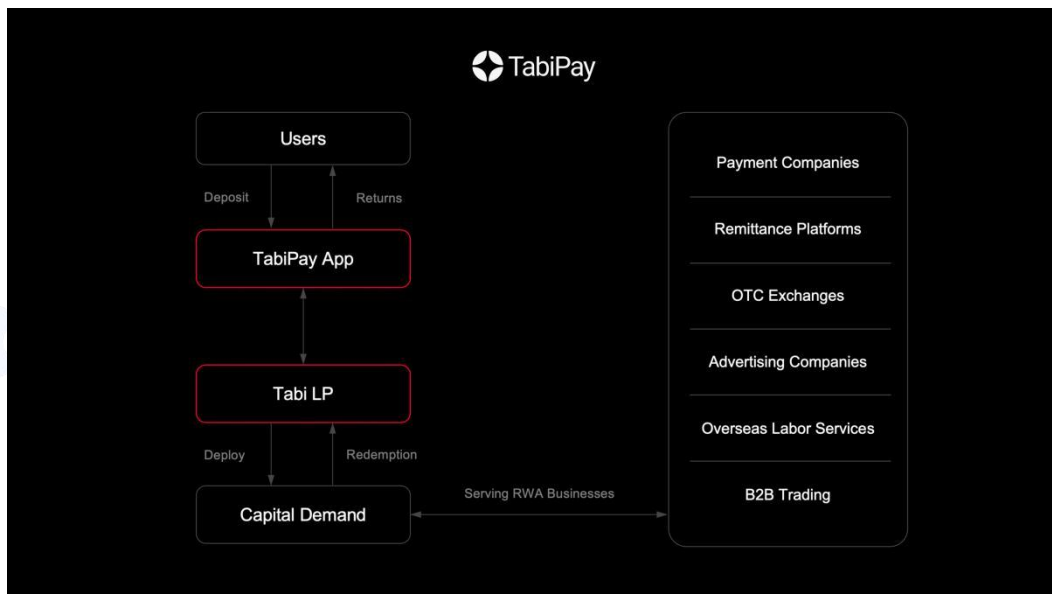 TabiPay
Users
Deposit
Returns
TabiPay App
Tabi LP
Deploy
Redemption
Capital Demand
Serving RWA Businesses
Payment Companies
Remittance Platforms
OTC Exchanges
Advertising Companies
Overseas Labor Services
B2B Trading